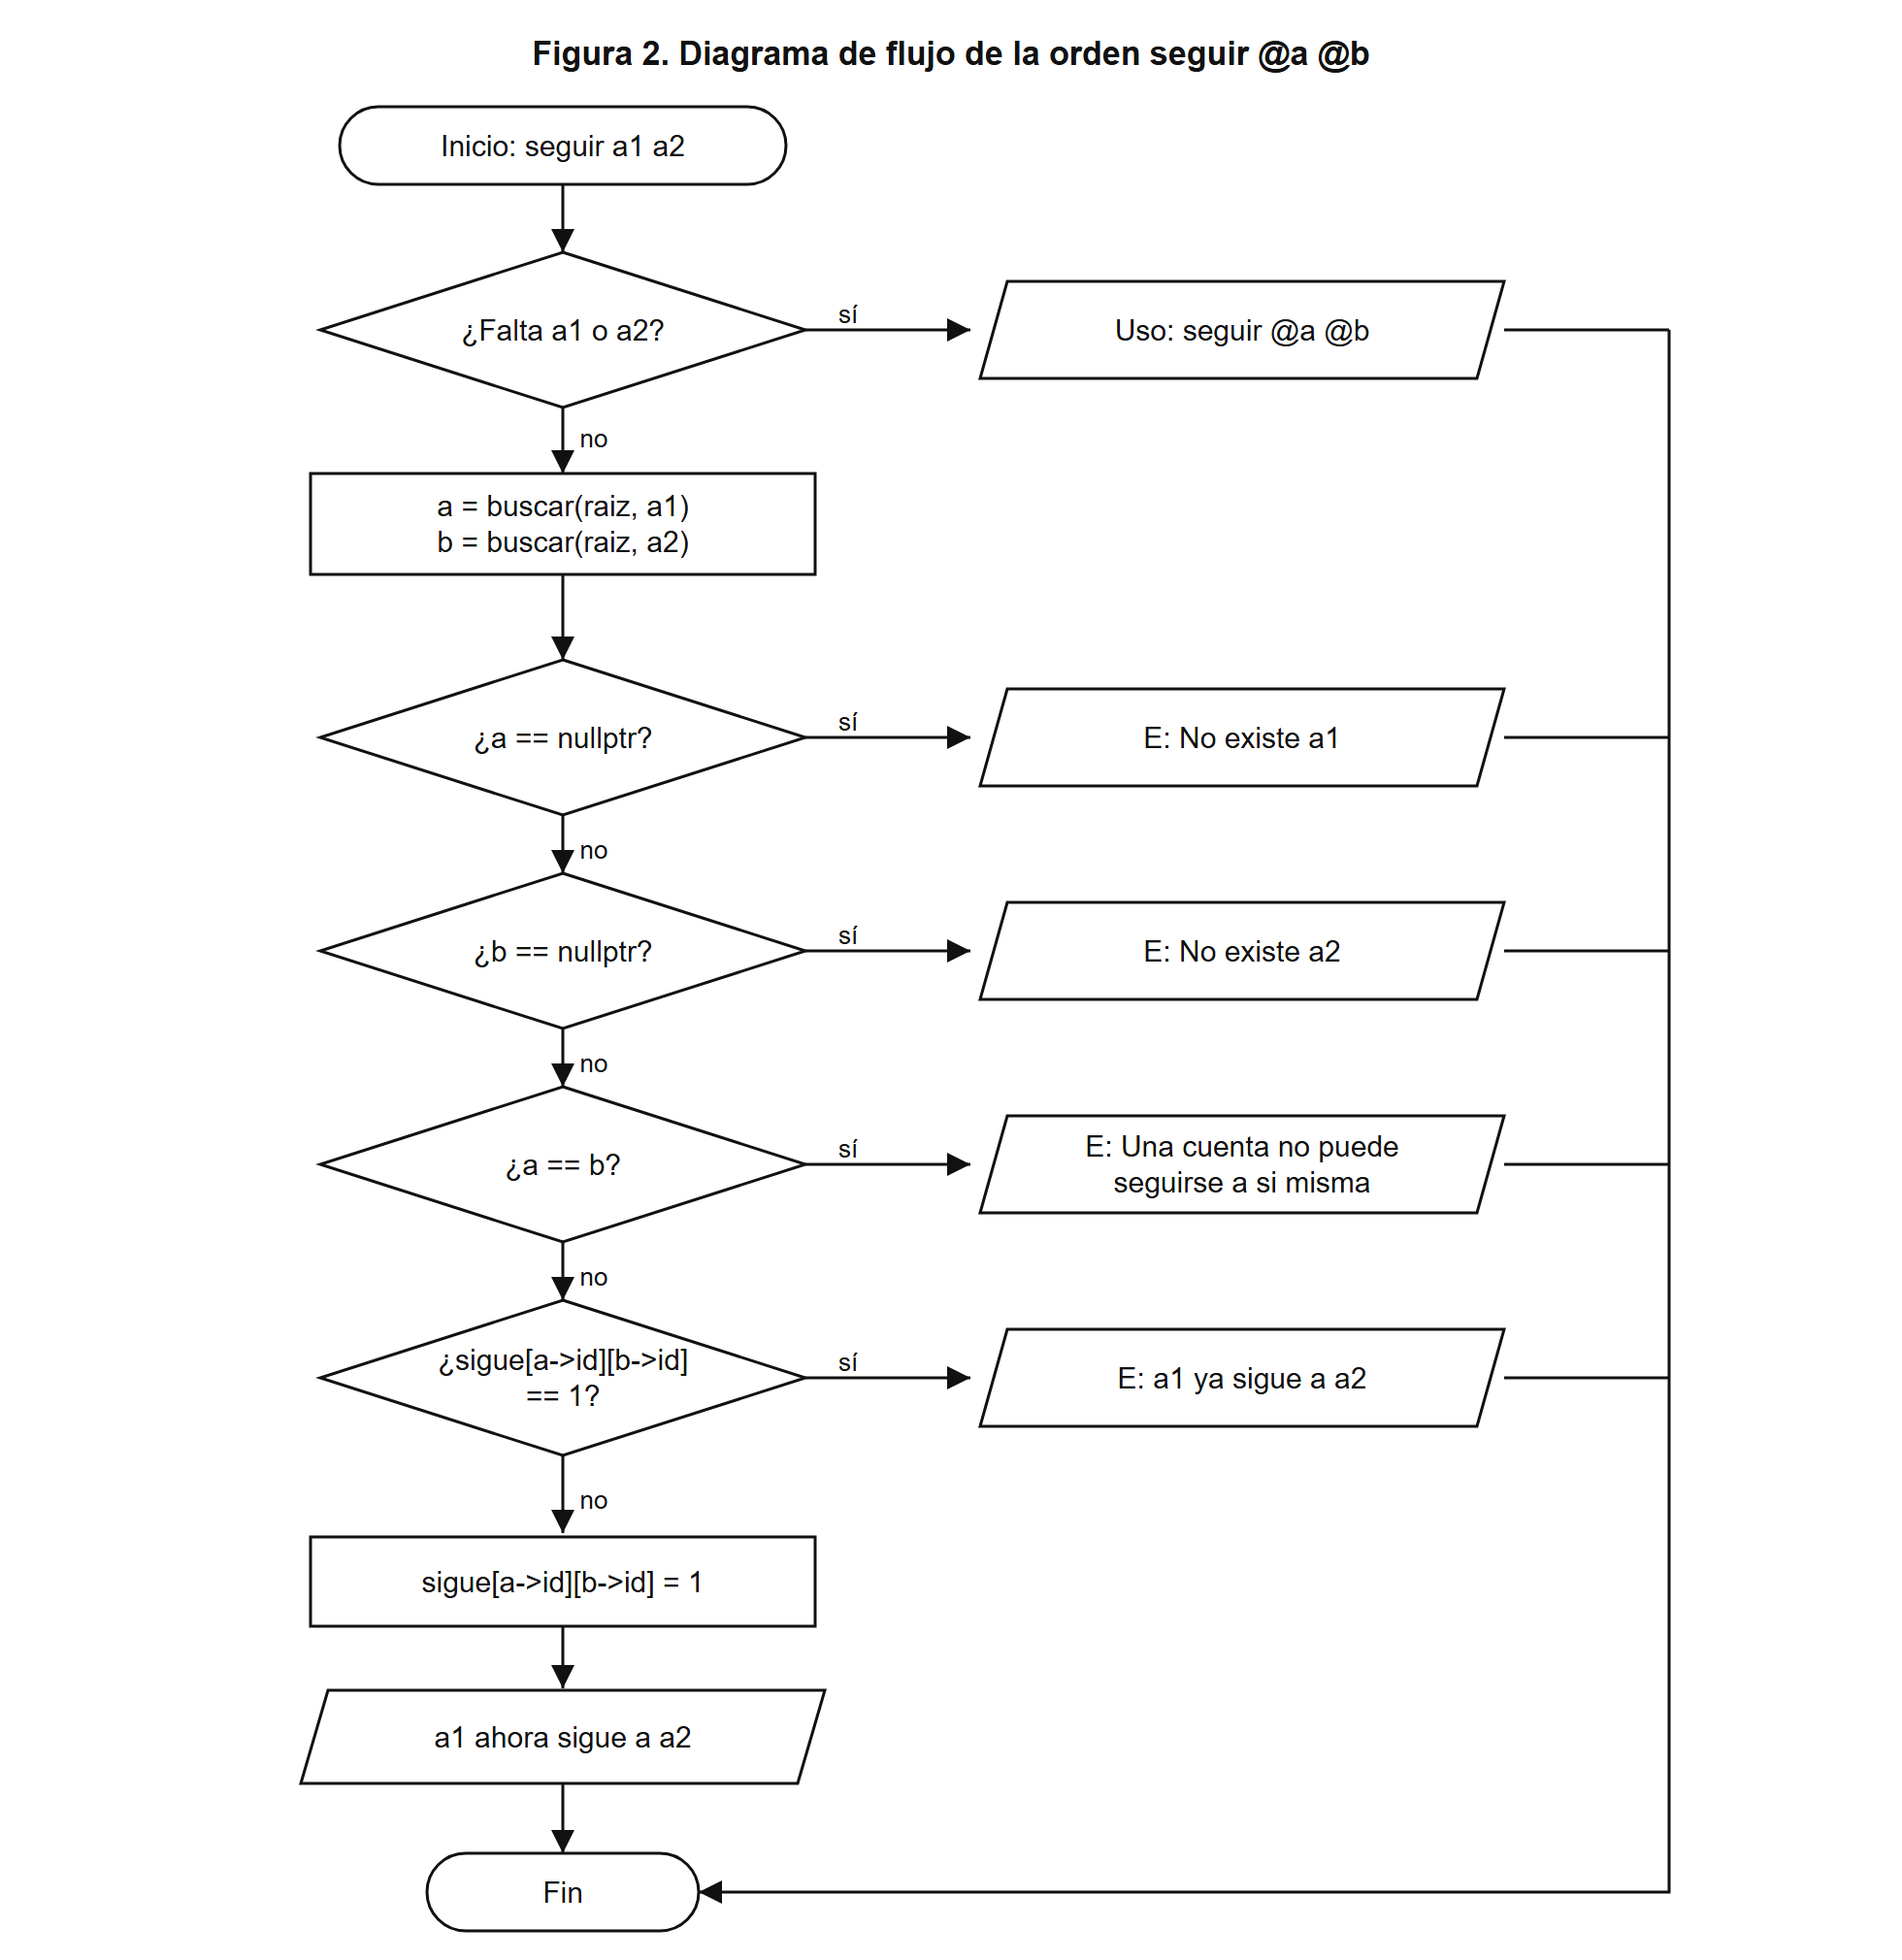 Figura 2. Diagrama de flujo de la orden seguir @a @b
Inicio: seguir a1 a2
¿Falta a1 o a2?
sí
Uso: seguir @a @b
no
a = buscar(raiz, a1)
b = buscar(raiz, a2)
¿a == nullptr?
sí
E: No existe a1
no
¿b == nullptr?
sí
E: No existe a2
no
¿a == b?
sí
E: Una cuenta no puede
seguirse a si misma
no
¿sigue[a->id][b->id]
== 1?
sí
E: a1 ya sigue a a2
no
sigue[a->id][b->id] = 1
a1 ahora sigue a a2
Fin